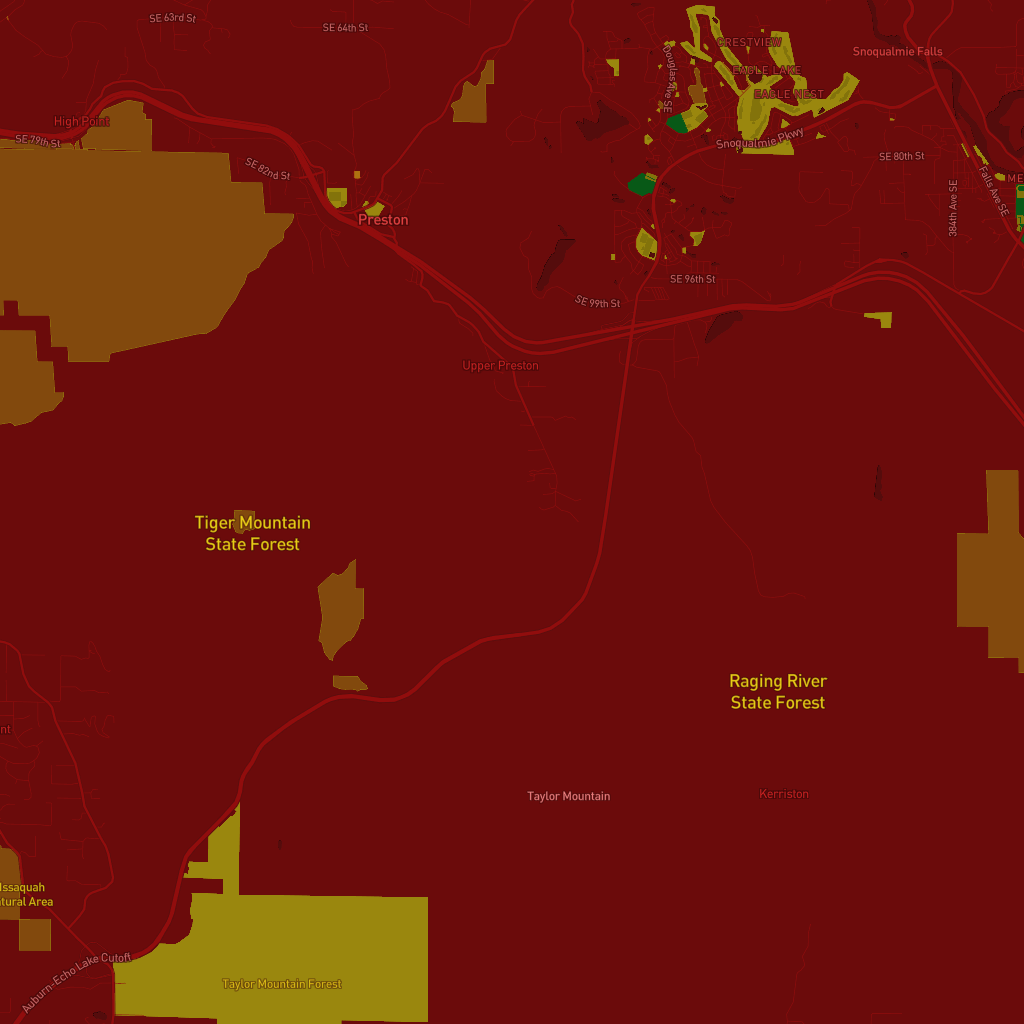 SE 63rd St
SE 64th St
Douglas Ave SE
CRESTVIEW
Snoqualmie Falls
EAGLE LAKE
EAGLE NEST
High Point
SE 79th St
Snoqualmie Pkwy
SE 80th St
SE 82nd St
Falls Ave SE
ME
384th Ave SE
Preston
SE 96th St
SE 99th St
Upper Preston
Tiger Mountain
State Forest
Raging River
State Forest
nt
Taylor Mountain
Kerriston
Issaquah
atural Area
Auburn-Echo Lake Cutoff
Taylor Mountain Forest